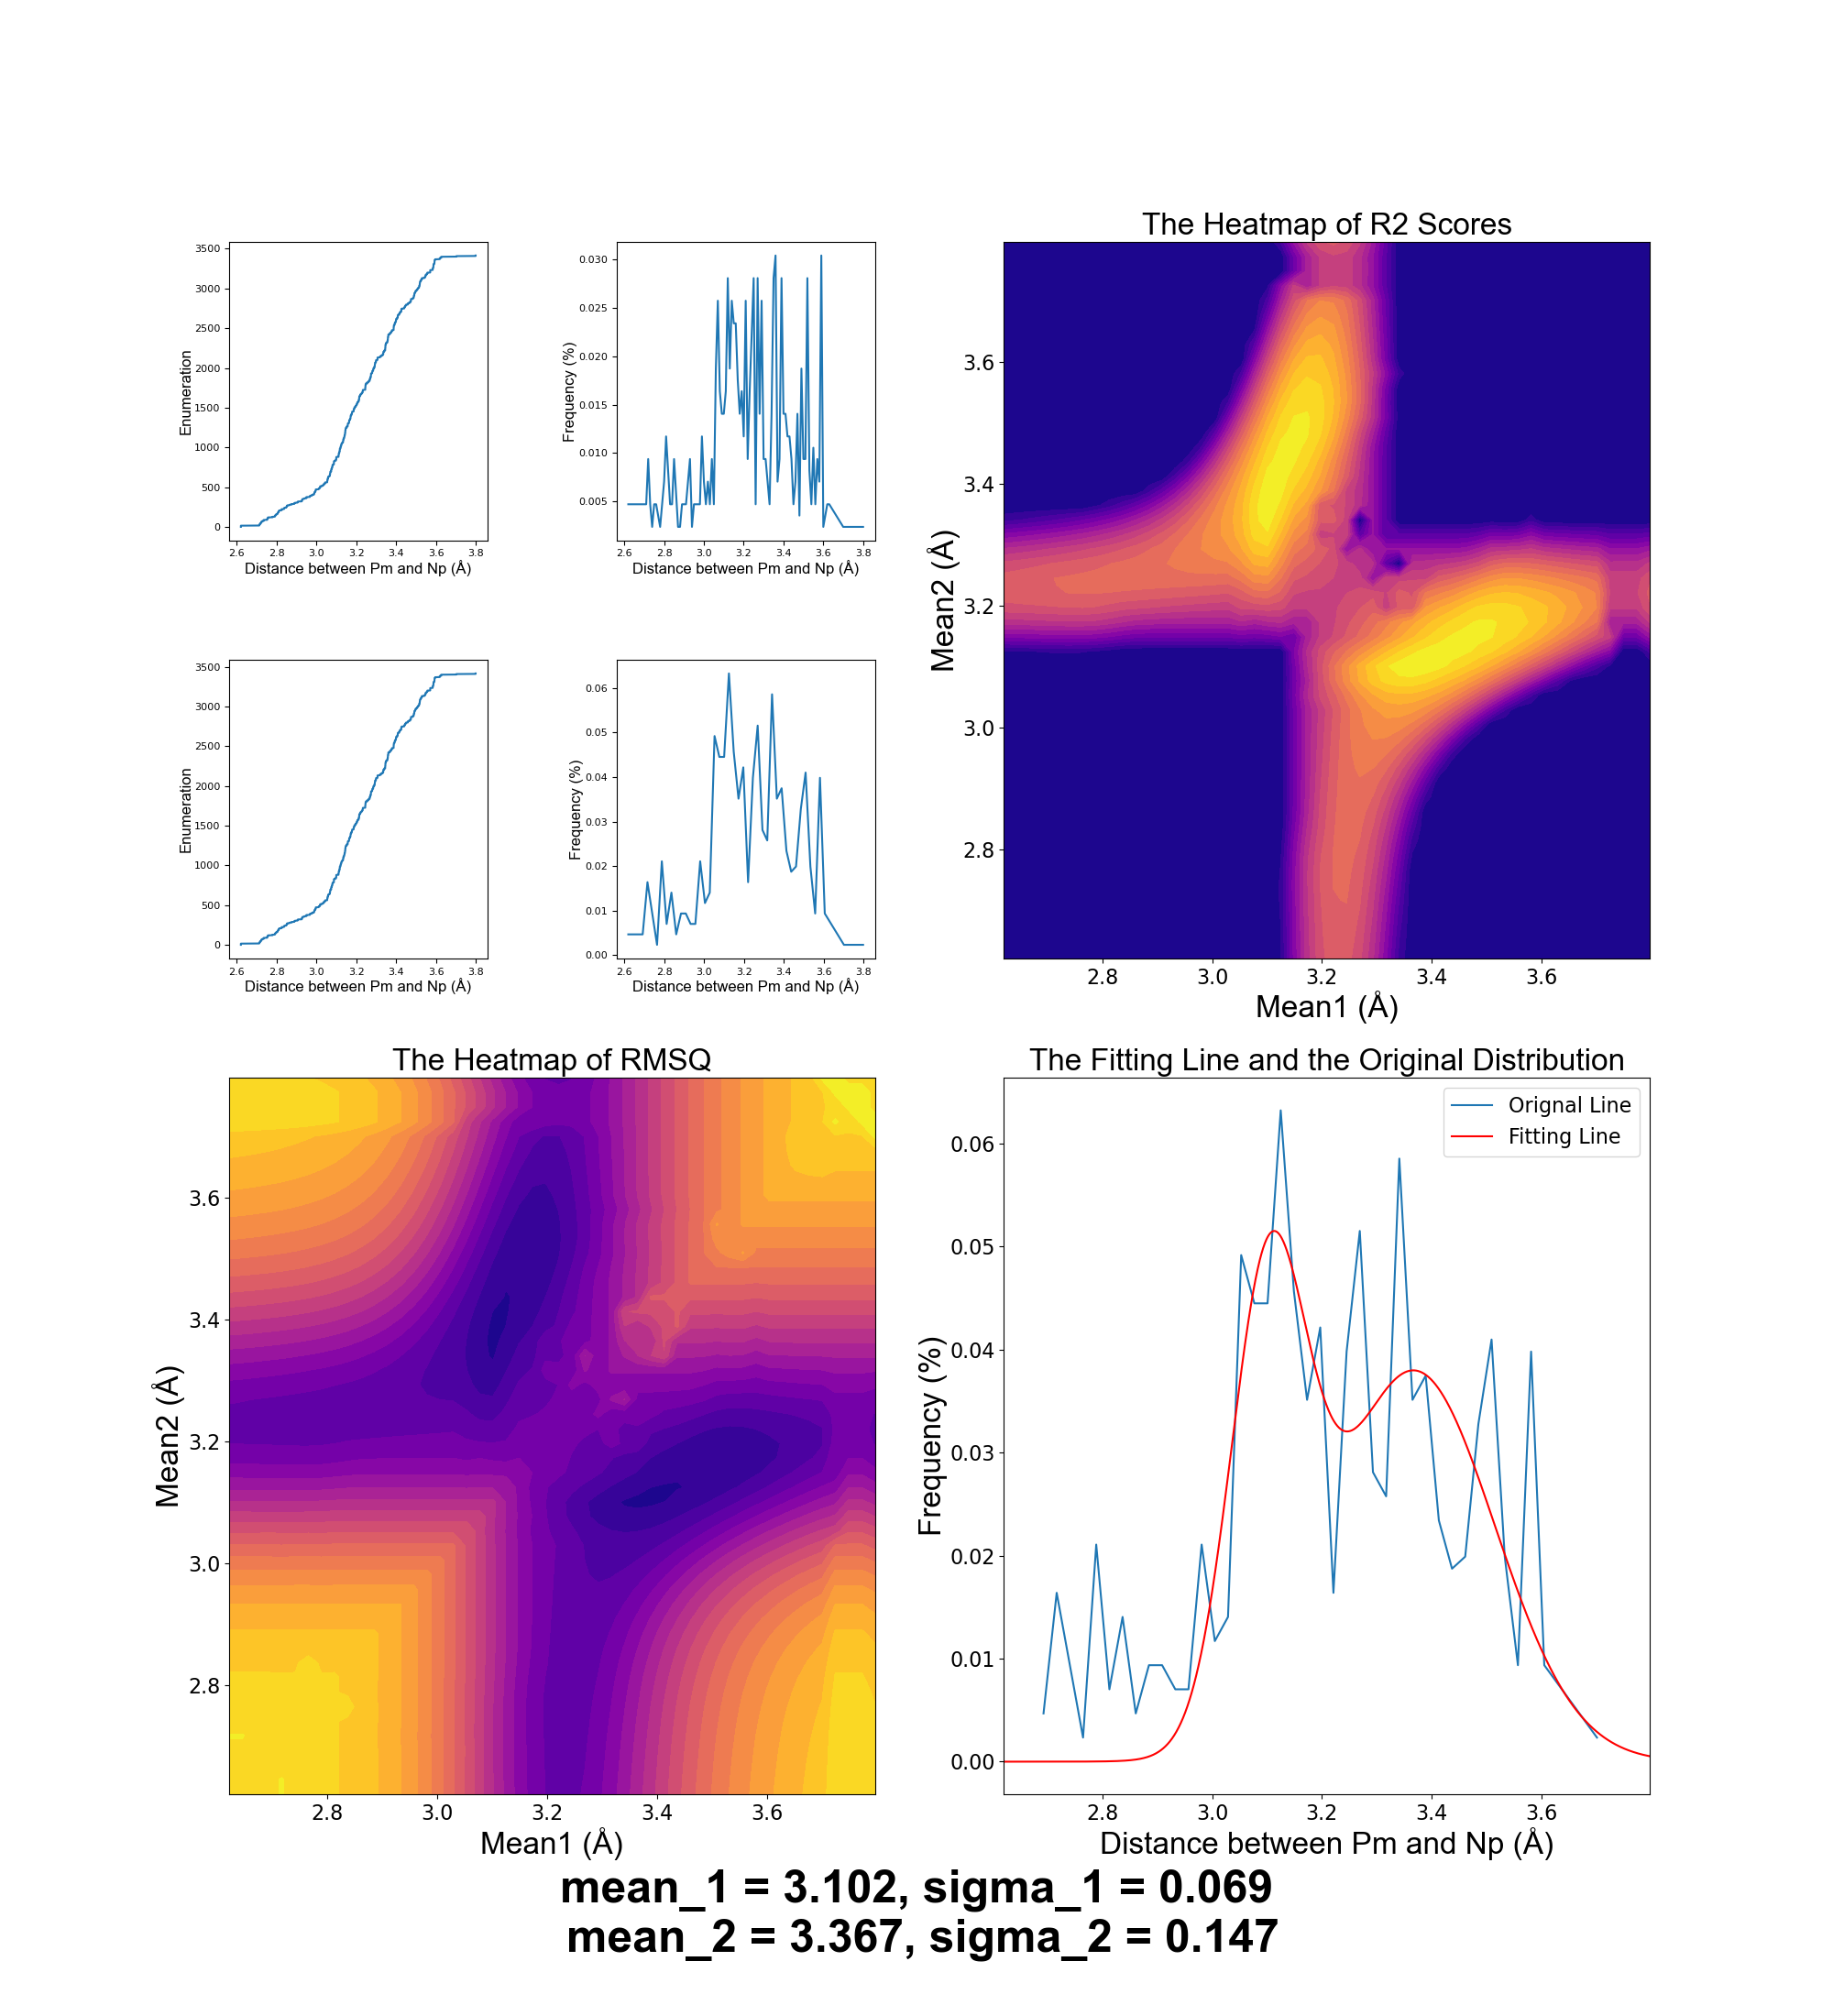 3500
3000
2500
2000
1500
1000
500
0
Enumeration
2.6 2.8 3.0 3.2 3.4 3.6 3.8
Distance between Pm and Np (Å)
0.030
0.025
0.020
0.015
0.010
0.005
Frequency (%)
2.6 2.8 3.0 3.2 3.4 3.6 3.8
Distance between Pm and Np (Å)
The Heatmap of R2 Scores
3.6
3.4
3.2
3.0
2.8
Mean2 (Å)
2.8 3.0 3.2 3.4 3.6
Mean1 (Å)
3500
3000
2500
2000
1500
1000
500
0
Enumeration
2.6 2.8 3.0 3.2 3.4 3.6 3.8
Distance between Pm and Np (Å)
0.06
0.05
0.04
0.03
0.02
0.01
0.00
Frequency (%)
2.6 2.8 3.0 3.2 3.4 3.6 3.8
Distance between Pm and Np (Å)
The Heatmap of RMSQ
3.6
3.4
3.2
3.0
2.8
Mean2 (Å)
2.8 3.0 3.2 3.4 3.6
Mean1 (Å)
The Fitting Line and the Original Distribution
Orignal Line
Fitting Line
0.06
0.05
0.04
0.03
0.02
0.01
0.00
Frequency (%)
2.8 3.0 3.2 3.4 3.6
Distance between Pm and Np (Å)
mean_1 = 3.102, sigma_1 = 0.069
mean_2 = 3.367, sigma_2 = 0.147